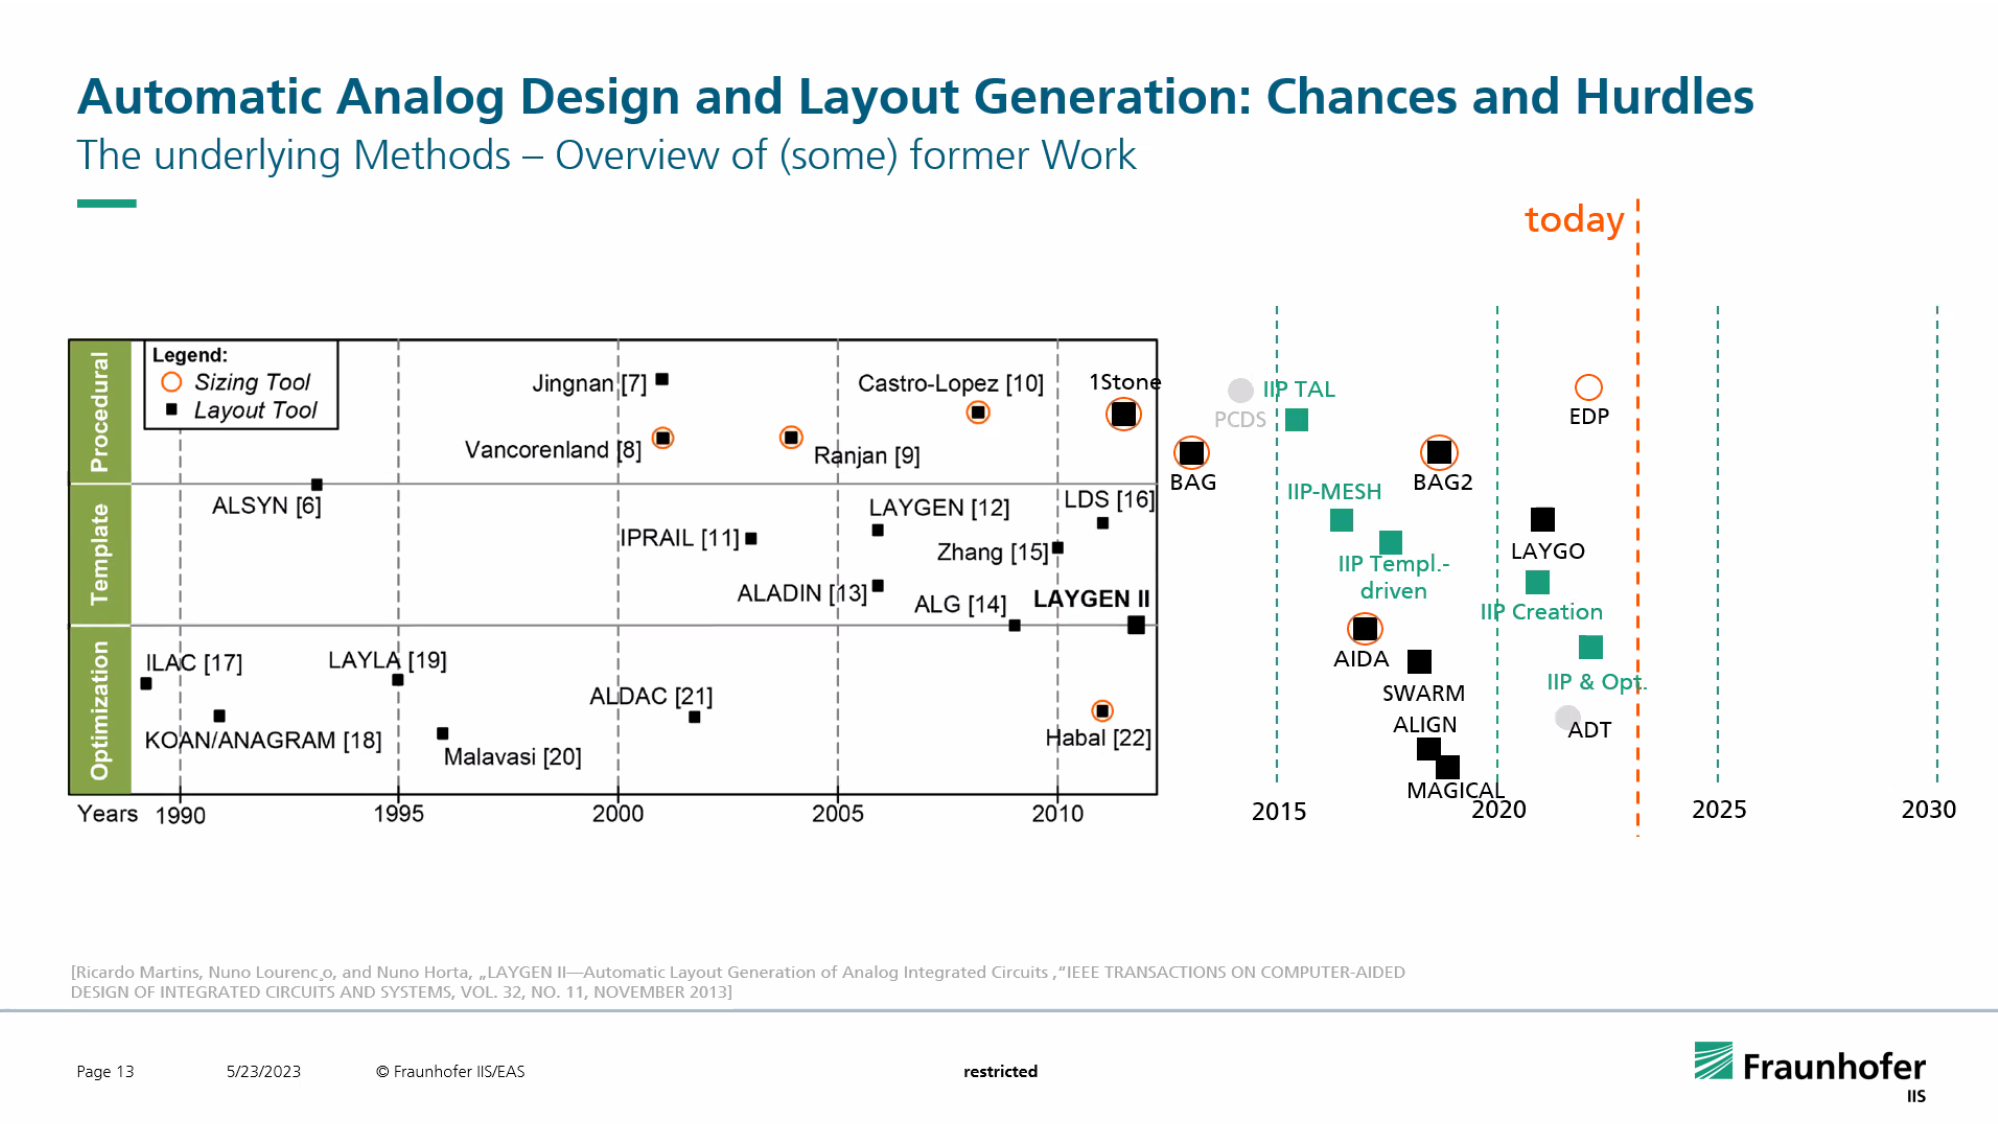 Automatic Analog Design and Layout Generation: Chances and Hurdles
The underlying Methods – Overview of (some) former Work
today
Procedural
Template
Optimization
Legend:
Sizing Tool
Layout Tool
Jingnan [7]
Castro-Lopez [10]
1Stone
Vancorenland [8]
Ranjan [9]
PCDS
IIP TAL
EDP
BAG
BAG2
ALSYN [6]
LAYGEN [12]
LDS [16]
IPRAIL [11]
Zhang [15]
ALADIN [13]
ALG [14]
LAYGEN II
IIP-MESH
IIP Templ.-
driven
LAYGO
IIP Creation
ILAC [17]
LAYLA [19]
KOAN/ANAGRAM [18]
Malavasi [20]
ALDAC [21]
Habal [22]
AIDA
SWARM
ALIGN
MAGICAL
IIP & Opt.
ADT
Years
1990
1995
2000
2005
2010
2015
2020
2025
2030
[Ricardo Martins, Nuno Lourenc¸o, and Nuno Horta, „LAYGEN II—Automatic Layout Generation of Analog Integrated Circuits ,“IEEE TRANSACTIONS ON COMPUTER-AIDED
DESIGN OF INTEGRATED CIRCUITS AND SYSTEMS, VOL. 32, NO. 11, NOVEMBER 2013]
Page 13
5/23/2023
© Fraunhofer IIS/EAS
restricted
Fraunhofer
IIS